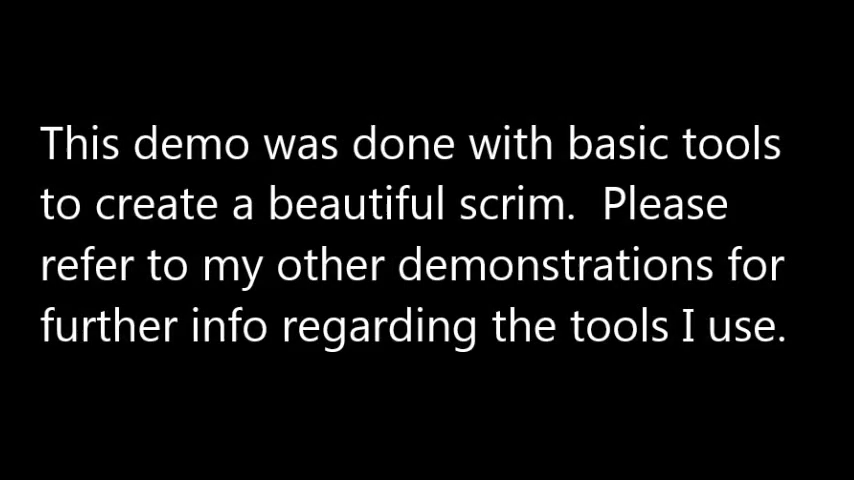 This demo was done with basic tools
to create a beautiful scrim.  Please
refer to my other demonstrations for
further info regarding the tools I use.